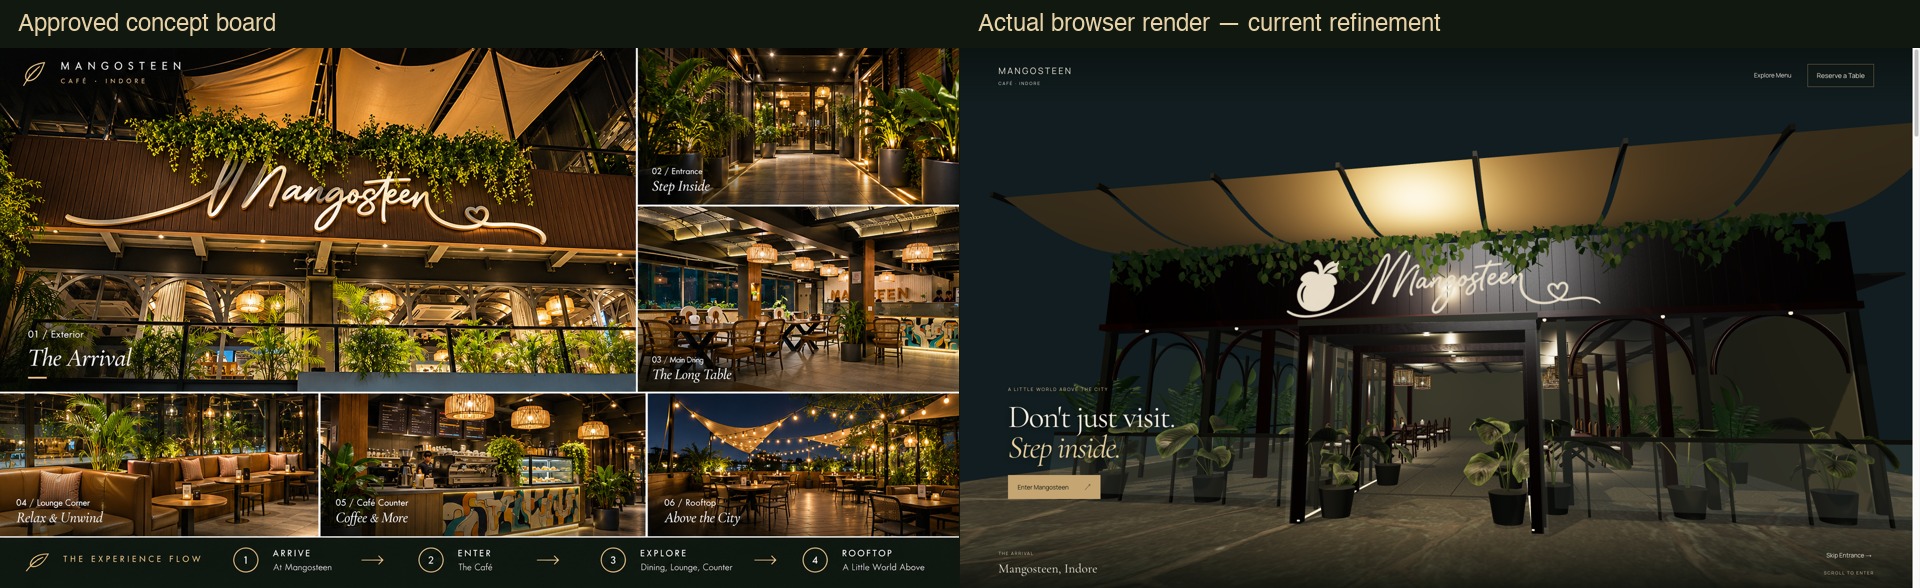 Approved concept board
MANGOSTEEN
CAFÉ · INDORE
Mangosteen
01 / Exterior
The Arrival
02 / Entrance
Step Inside
03 / Main Dining
The Long Table
04 / Lounge Corner
Relax & Unwind
05 / Café Counter
Coffee & More
06 / Rooftop
Above the City
THE EXPERIENCE FLOW
1
ARRIVE
At Mangosteen
2
ENTER
The Café
3
EXPLORE
Dining, Lounge, Counter
4
ROOFTOP
A Little World Above
Actual browser render — current refinement
MANGOSTEEN
CAFÉ · INDORE
Explore Menu
Reserve a Table
Mangosteen
A LITTLE WORLD ABOVE THE CITY
Don't just visit.
Step inside.
Enter Mangosteen
THE ARRIVAL
Mangosteen, Indore
Skip Entrance →
SCROLL TO ENTER